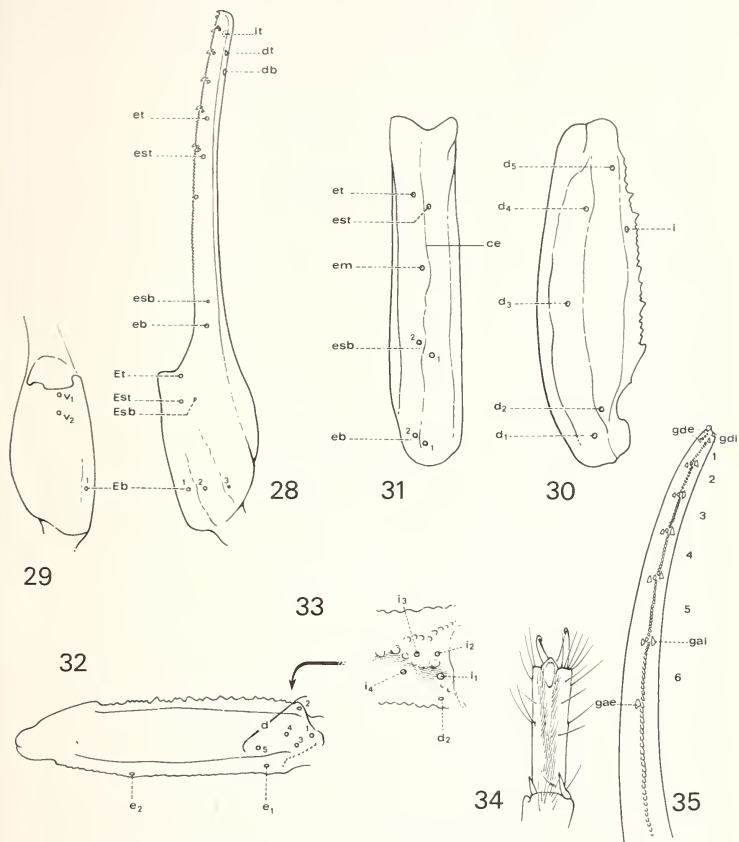 it
dt
db
et
est
esb
eb
Et
Est
Esb
v1
v2
1 Eb 1 2 3
28
29
et
est
ce
em
2
esb 1
2
eb 1
31
d5
d4
i
d3
d2
d1
30
gde
gdi
1
2
3
4
5
gai
6
gae
35
33
i3
i2
i1
i4
d2
32
d 2
4 1
5 3
e2 e1
34